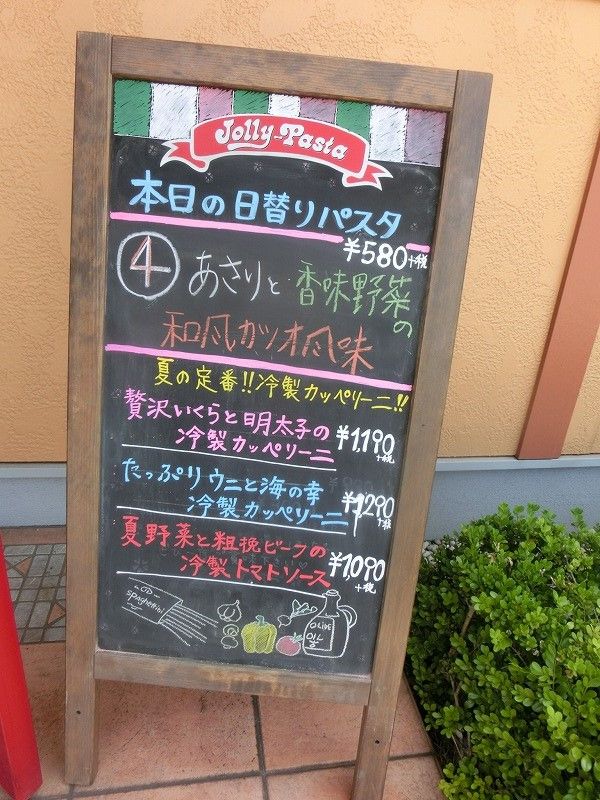 Jolly-Pasta
本日の日替りパスタ
¥580+税
④ あさりと香味野菜の
和風カツオ風味
夏の定番!!冷製カッペリーニ!!
贅沢いくらと明太子の
冷製カッペリーニ ¥1,190+税
たっぷりウニと海の幸
冷製カッペリーニ ¥1,290+税
夏野菜と粗挽ビーフの
冷製トマトソース ¥1,090+税
spaghettini
OLIVE
OIL